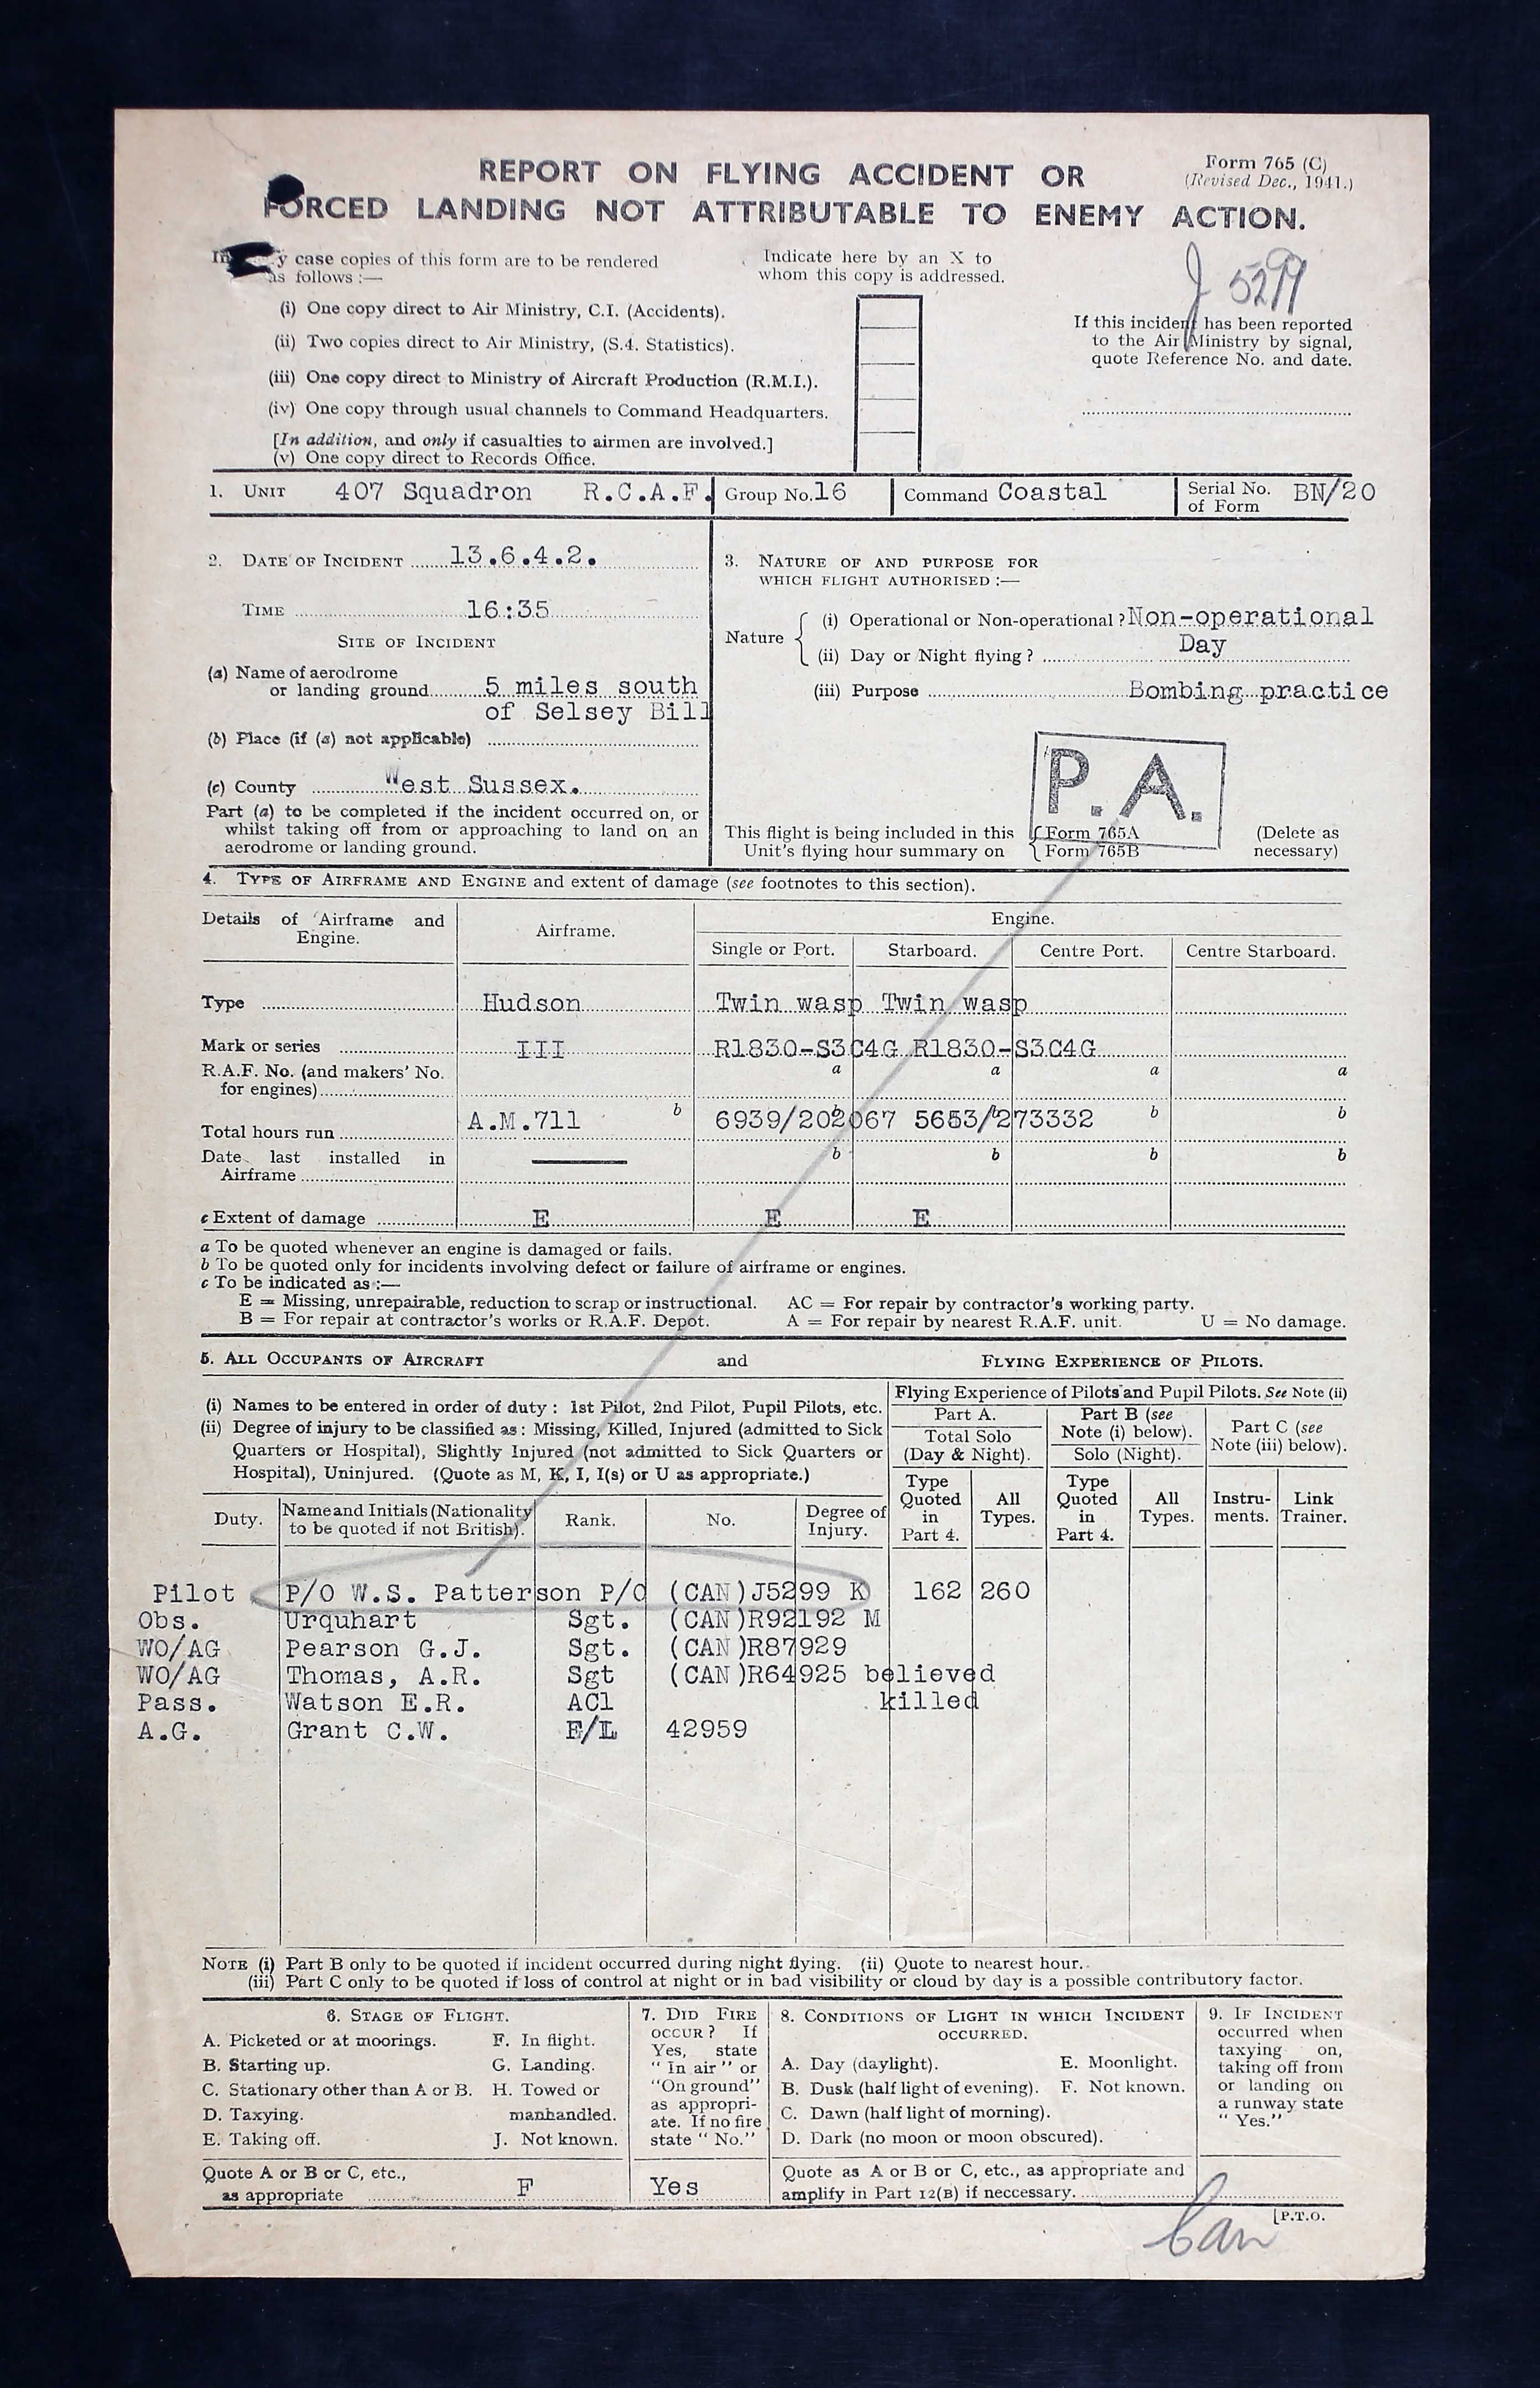 REPORT ON FLYING ACCIDENT OR
FORCED LANDING NOT ATTRIBUTABLE TO ENEMY ACTION.
Form 765 (C)
(Revised Dec., 1941.)
In y case copies of this form are to be rendered
as follows :—
Indicate here by an X to
whom this copy is addressed.
J 5299
(i) One copy direct to Air Ministry, C.I. (Accidents).
(ii) Two copies direct to Air Ministry, (S.4. Statistics).
(iii) One copy direct to Ministry of Aircraft Production (R.M.I.).
(iv) One copy through usual channels to Command Headquarters.
[In addition, and only if casualties to airmen are involved.]
(v) One copy direct to Records Office.
If this incident has been reported
to the Air Ministry by signal,
quote Reference No. and date.
1. UNIT 407 Squadron R.C.A.F. Group No. 16 Command Coastal Serial No. of Form BN/20
2. DATE OF INCIDENT 13.6.4.2.
TIME 16:35
SITE OF INCIDENT
(a) Name of aerodrome
or landing ground 5 miles south
of Selsey Bill
(b) Place (if (a) not applicable)
(c) County West Sussex.
Part (a) to be completed if the incident occurred on, or
whilst taking off from or approaching to land on an
aerodrome or landing ground.
3. NATURE OF AND PURPOSE FOR
WHICH FLIGHT AUTHORISED :—
Nature
(i) Operational or Non-operational ? Non-operational
(ii) Day or Night flying ? Day
(iii) Purpose Bombing practice
P.A.
This flight is being included in this Form 765A (Delete as
Unit's flying hour summary on Form 765B necessary)
4. TYPE OF AIRFRAME AND ENGINE and extent of damage (see footnotes to this section).
Details of Airframe and
Engine.
Airframe.
Engine.
Single or Port. Starboard. Centre Port. Centre Starboard.
Type Hudson Twin wasp Twin wasp
Mark or series III R1830-S3C4G R1830-S3C4G
R.A.F. No. (and makers' No. a a a a
for engines)
Total hours run A.M.711 b 6939/202067 b 5653/273332 b b b
Date last installed in b b b b
Airframe
c Extent of damage E E E
a To be quoted whenever an engine is damaged or fails.
b To be quoted only for incidents involving defect or failure of airframe or engines.
c To be indicated as :—
E = Missing, unrepairable, reduction to scrap or instructional. AC = For repair by contractor's working party.
B = For repair at contractor's works or R.A.F. Depot. A = For repair by nearest R.A.F. unit. U = No damage.
5. ALL OCCUPANTS OF AIRCRAFT and FLYING EXPERIENCE OF PILOTS.
(i) Names to be entered in order of duty : 1st Pilot, 2nd Pilot, Pupil Pilots, etc.
(ii) Degree of injury to be classified as : Missing, Killed, Injured (admitted to Sick
Quarters or Hospital), Slightly Injured (not admitted to Sick Quarters or
Hospital), Uninjured. (Quote as M, K, I, I(s) or U as appropriate.)
Flying Experience of Pilots and Pupil Pilots. See Note (ii)
Part A.
Total Solo
(Day & Night).
Part B (see
Note (i) below).
Solo (Night).
Part C (see
Note (iii) below).
Duty.
Name and Initials (Nationality
to be quoted if not British).
Rank.
No.
Degree of
Injury.
Type
Quoted
in
Part 4.
All
Types.
Type
Quoted
in
Part 4.
All
Types.
Instru-
ments.
Link
Trainer.
Pilot P/O W.S. Patterson P/O (CAN)J5299 K 162 260
Obs. Urquhart Sgt. (CAN)R92192 M
WO/AG Pearson G.J. Sgt. (CAN)R87929
WO/AG Thomas, A.R. Sgt (CAN)R64925 believed
Pass. Watson E.R. AC1 killed
A.G. Grant C.W. F/L 42959
NOTE (i) Part B only to be quoted if incident occurred during night flying. (ii) Quote to nearest hour.
(iii) Part C only to be quoted if loss of control at night or in bad visibility or cloud by day is a possible contributory factor.
6. STAGE OF FLIGHT.
A. Picketed or at moorings. F. In flight.
B. Starting up. G. Landing.
C. Stationary other than A or B. H. Towed or
D. Taxying. manhandled.
E. Taking off. J. Not known.
Quote A or B or C, etc.,
as appropriate F
7. DID FIRE
OCCUR ? If
Yes, state
"In air" or
"On ground"
as appropri-
ate. If no fire
state "No."
Yes
8. CONDITIONS OF LIGHT IN WHICH INCIDENT
OCCURRED.
A. Day (daylight). E. Moonlight.
B. Dusk (half light of evening). F. Not known.
C. Dawn (half light of morning).
D. Dark (no moon or moon obscured).
Quote as A or B or C, etc., as appropriate and
amplify in Part 12(B) if neccessary.
9. IF INCIDENT
occurred when
taxying on,
taking off from
or landing on
a runway state
"Yes."
Can
[P.T.O.